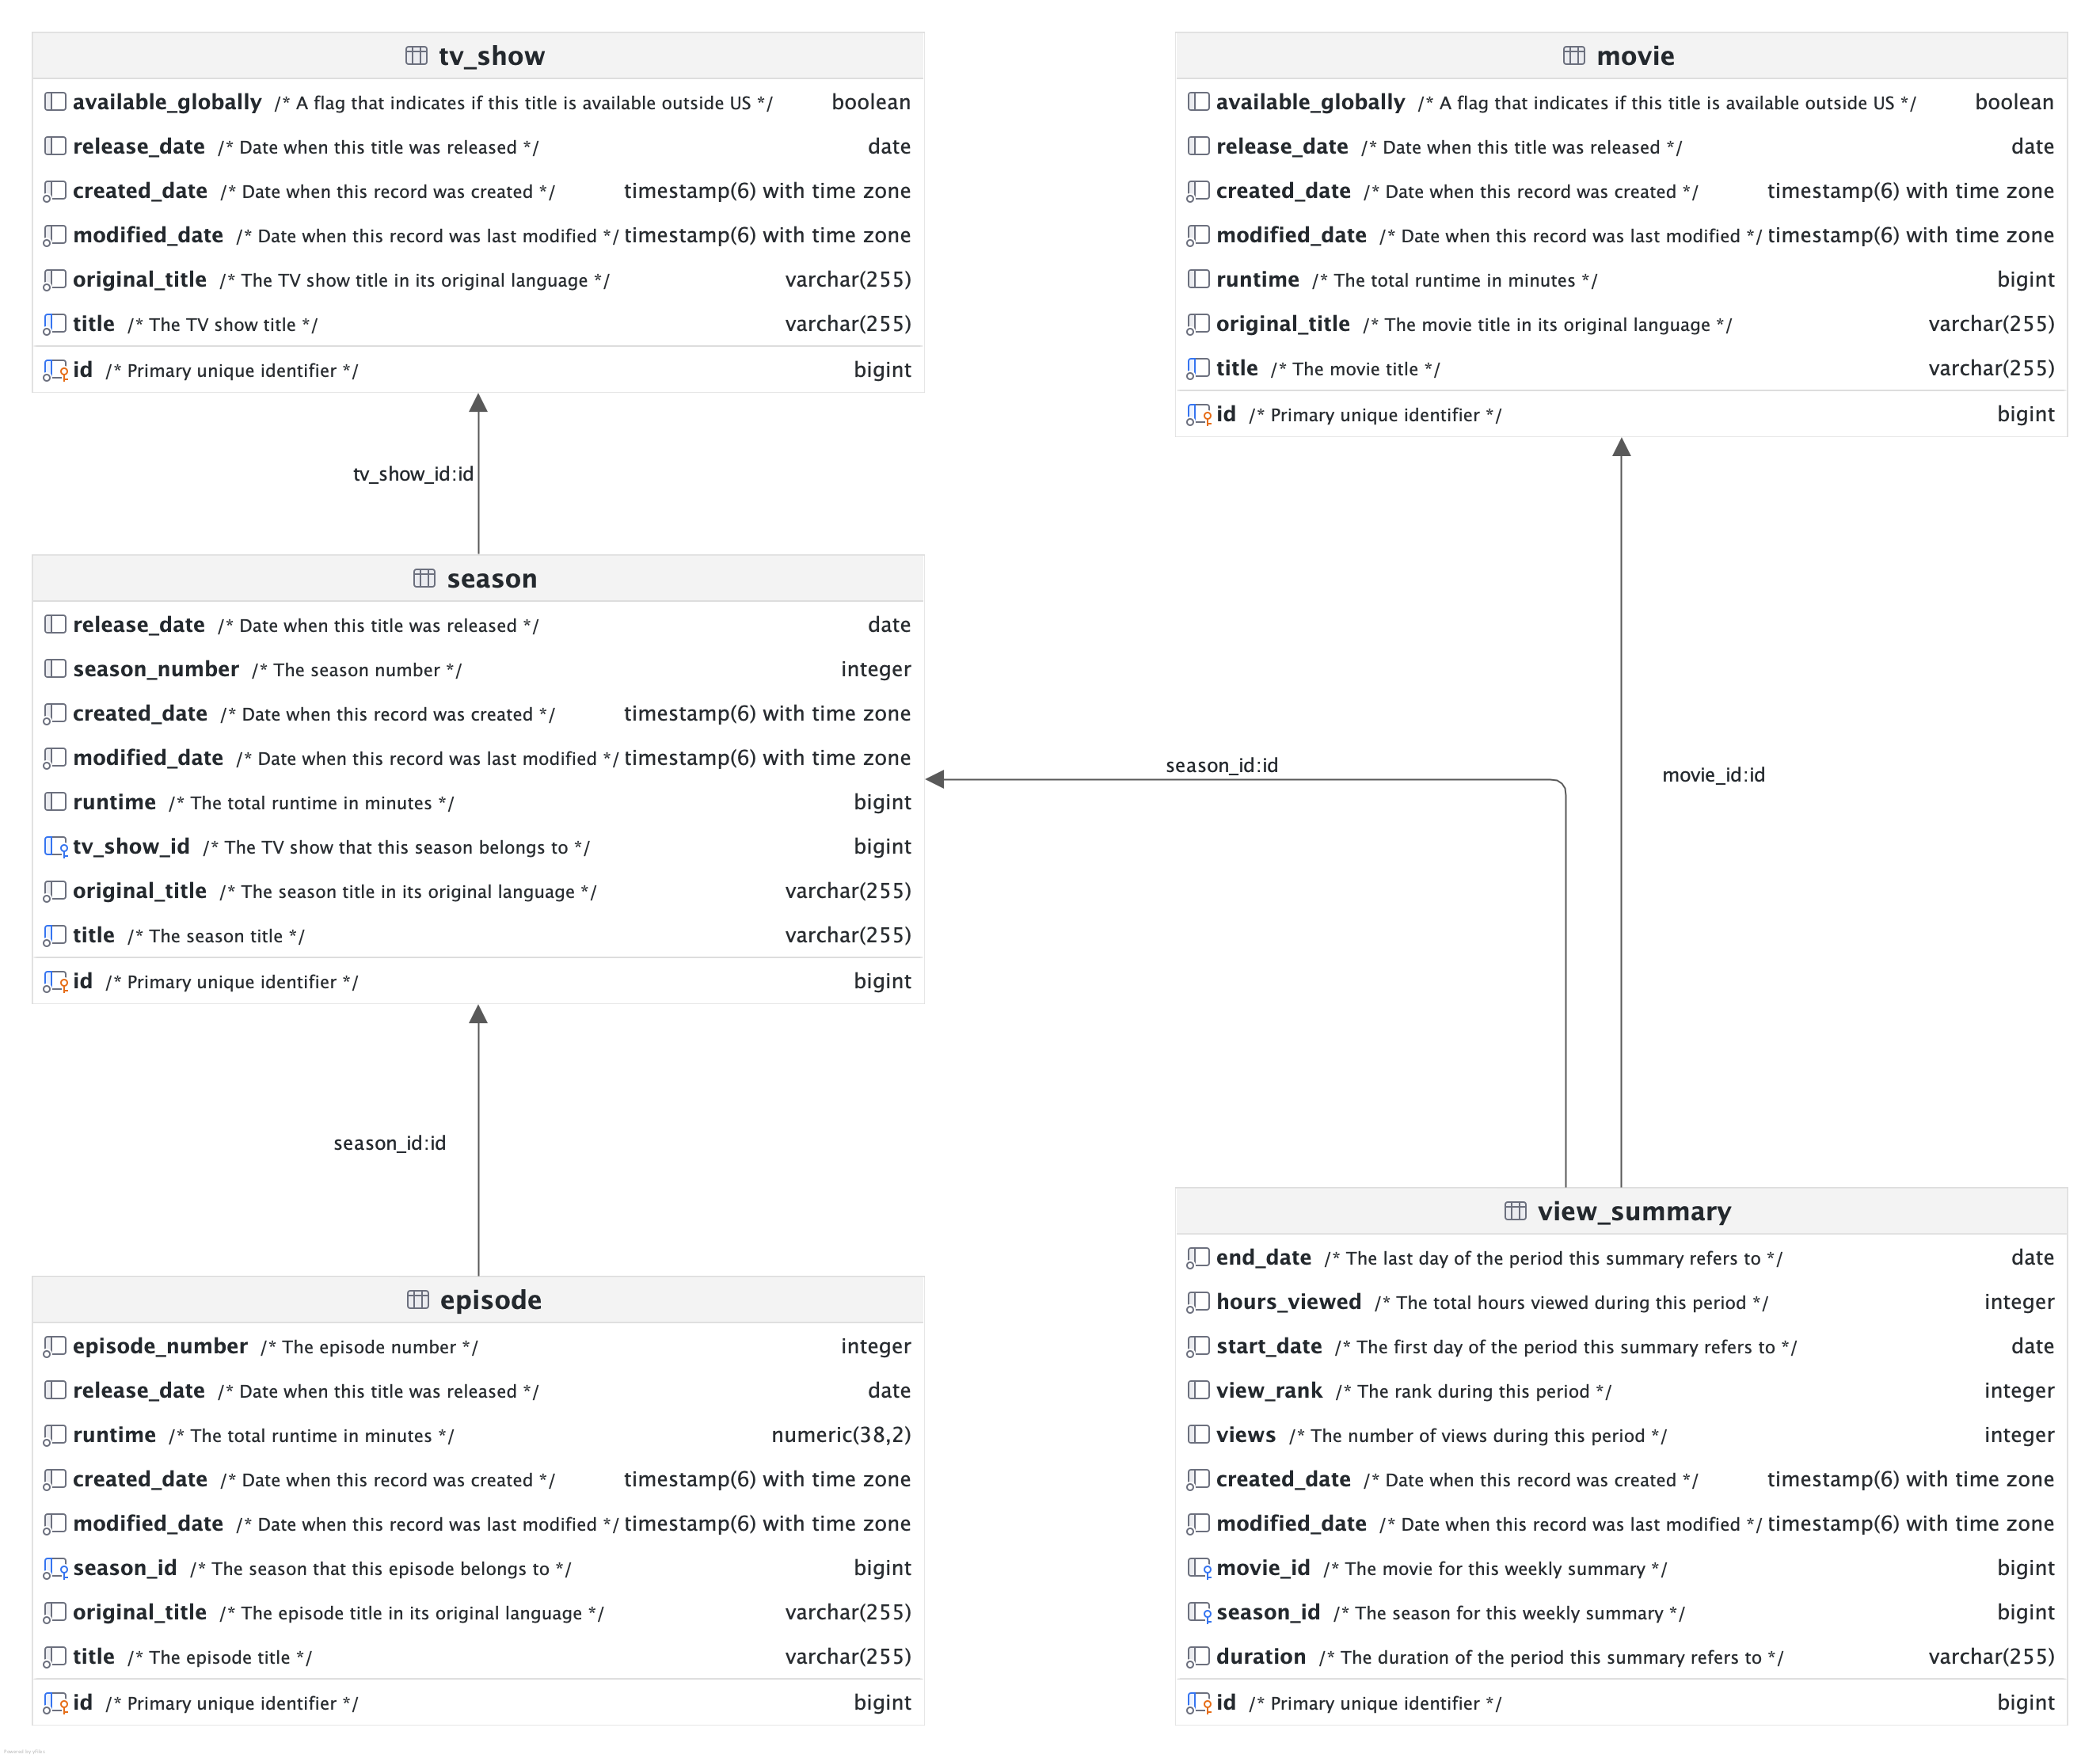 tv_show
available_globally /* A flag that indicates if this title is available outside US */ boolean
release_date /* Date when this title was released */ date
created_date /* Date when this record was created */ timestamp(6) with time zone
modified_date /* Date when this record was last modified */ timestamp(6) with time zone
original_title /* The TV show title in its original language */ varchar(255)
title /* The TV show title */ varchar(255)
id /* Primary unique identifier */ bigint
movie
available_globally /* A flag that indicates if this title is available outside US */ boolean
release_date /* Date when this title was released */ date
created_date /* Date when this record was created */ timestamp(6) with time zone
modified_date /* Date when this record was last modified */ timestamp(6) with time zone
runtime /* The total runtime in minutes */ bigint
original_title /* The movie title in its original language */ varchar(255)
title /* The movie title */ varchar(255)
id /* Primary unique identifier */ bigint
tv_show_id:id
season
release_date /* Date when this title was released */ date
season_number /* The season number */ integer
created_date /* Date when this record was created */ timestamp(6) with time zone
modified_date /* Date when this record was last modified */ timestamp(6) with time zone
runtime /* The total runtime in minutes */ bigint
tv_show_id /* The TV show that this season belongs to */ bigint
original_title /* The season title in its original language */ varchar(255)
title /* The season title */ varchar(255)
id /* Primary unique identifier */ bigint
season_id:id
movie_id:id
season_id:id
episode
episode_number /* The episode number */ integer
release_date /* Date when this title was released */ date
runtime /* The total runtime in minutes */ numeric(38,2)
created_date /* Date when this record was created */ timestamp(6) with time zone
modified_date /* Date when this record was last modified */ timestamp(6) with time zone
season_id /* The season that this episode belongs to */ bigint
original_title /* The episode title in its original language */ varchar(255)
title /* The episode title */ varchar(255)
id /* Primary unique identifier */ bigint
view_summary
end_date /* The last day of the period this summary refers to */ date
hours_viewed /* The total hours viewed during this period */ integer
start_date /* The first day of the period this summary refers to */ date
view_rank /* The rank during this period */ integer
views /* The number of views during this period */ integer
created_date /* Date when this record was created */ timestamp(6) with time zone
modified_date /* Date when this record was last modified */ timestamp(6) with time zone
movie_id /* The movie for this weekly summary */ bigint
season_id /* The season for this weekly summary */ bigint
duration /* The duration of the period this summary refers to */ varchar(255)
id /* Primary unique identifier */ bigint
Powered by yFiles